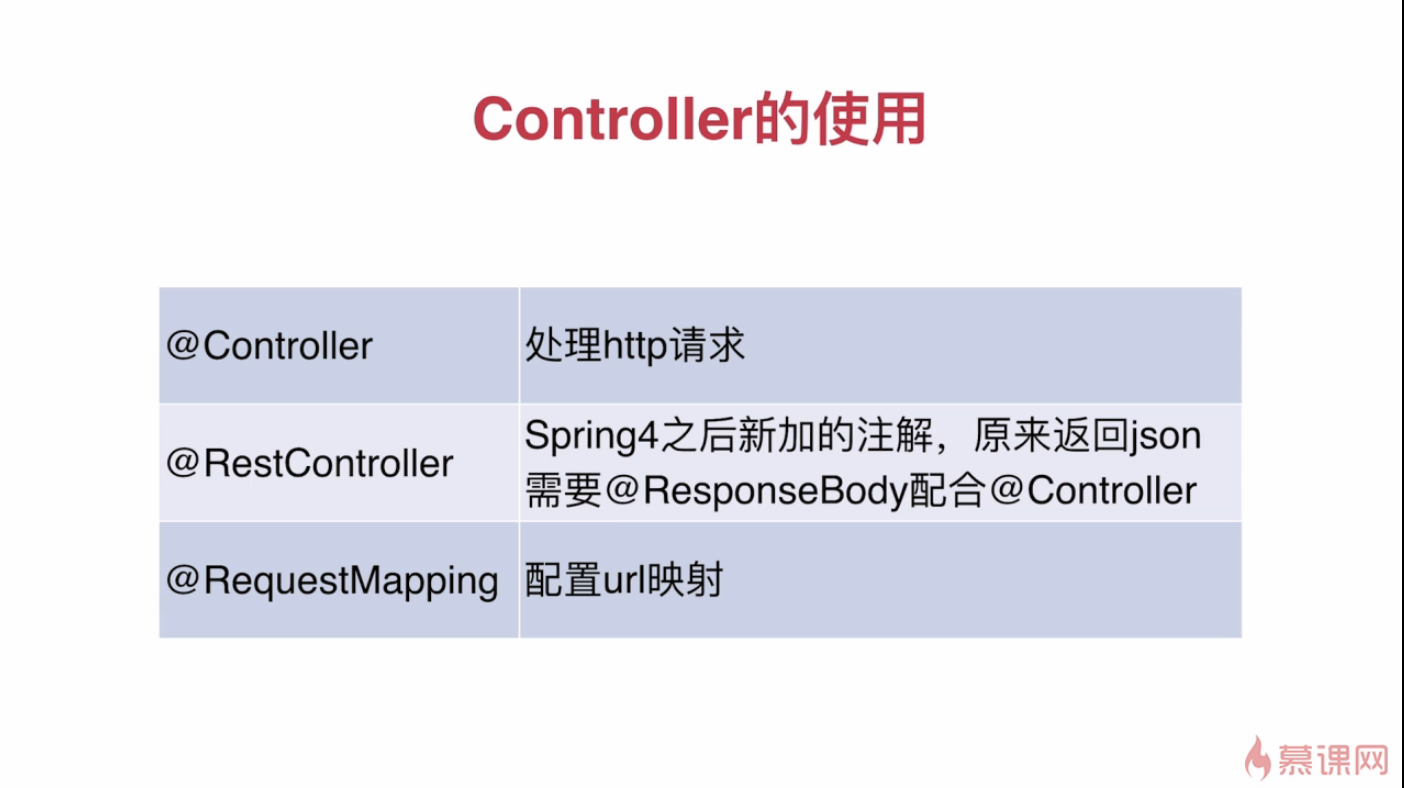 Controller的使用
@Controller
处理http请求
@RestController
Spring4之后新加的注解，原来返回json
需要@ResponseBody配合@Controller
@RequestMapping
配置url映射
慕课网